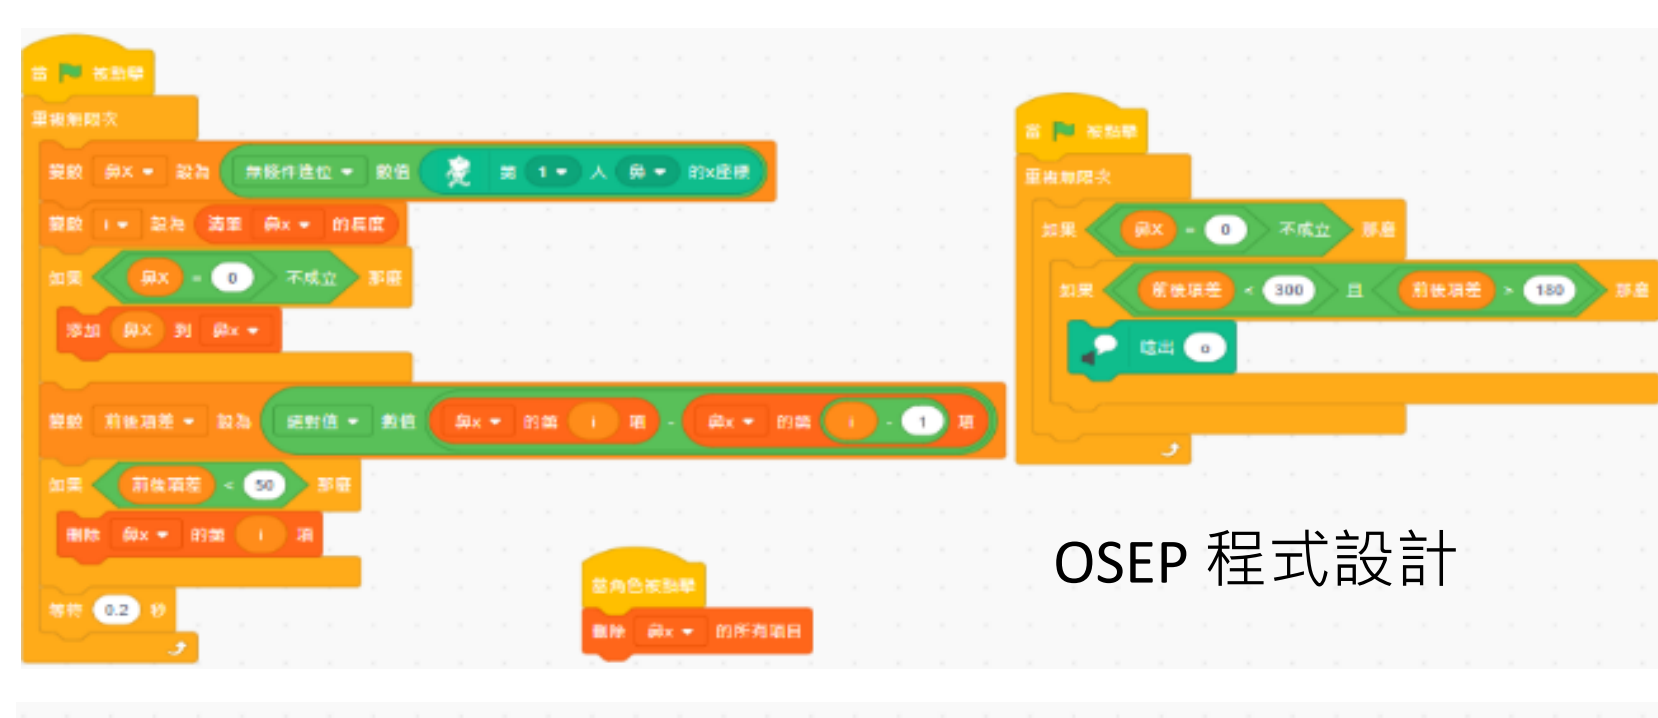 當 被點擊
重複無限次
變數 鼻X 設為 無條件進位 數值 第 1 人 鼻 的x座標
變數 i 設為 清單 鼻x 的長度
如果 鼻X = 0 不成立 那麼
添加 鼻X 到 鼻x
變數 前後項差 設為 絕對值 數值 鼻x 的第 i 項 - 鼻x 的第 i - 1 項
如果 前後項差 < 50 那麼
刪除 鼻x 的第 i 項
等待 0.2 秒
當角色被點擊
刪除 鼻x 的所有項目
當 被點擊
重複無限次
如果 鼻X = 0 不成立 那麼
如果 前後項差 < 300 且 前後項差 > 180 那麼
唸出 o
OSEP 程式設計